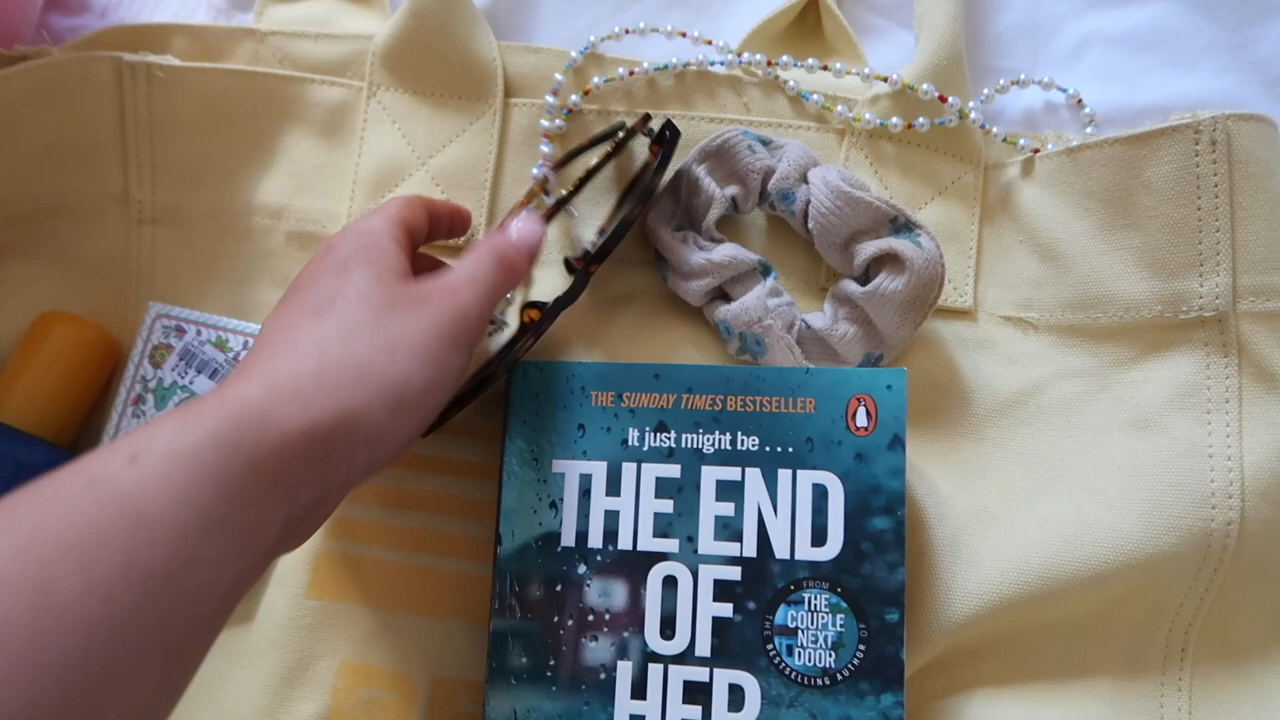 THE SUNDAY TIMES BESTSELLER
It just might be . . .
THE END
OF
HER
FROM
THE
COUPLE
NEXT
DOOR
THE BESTSELLING AUTHOR OF